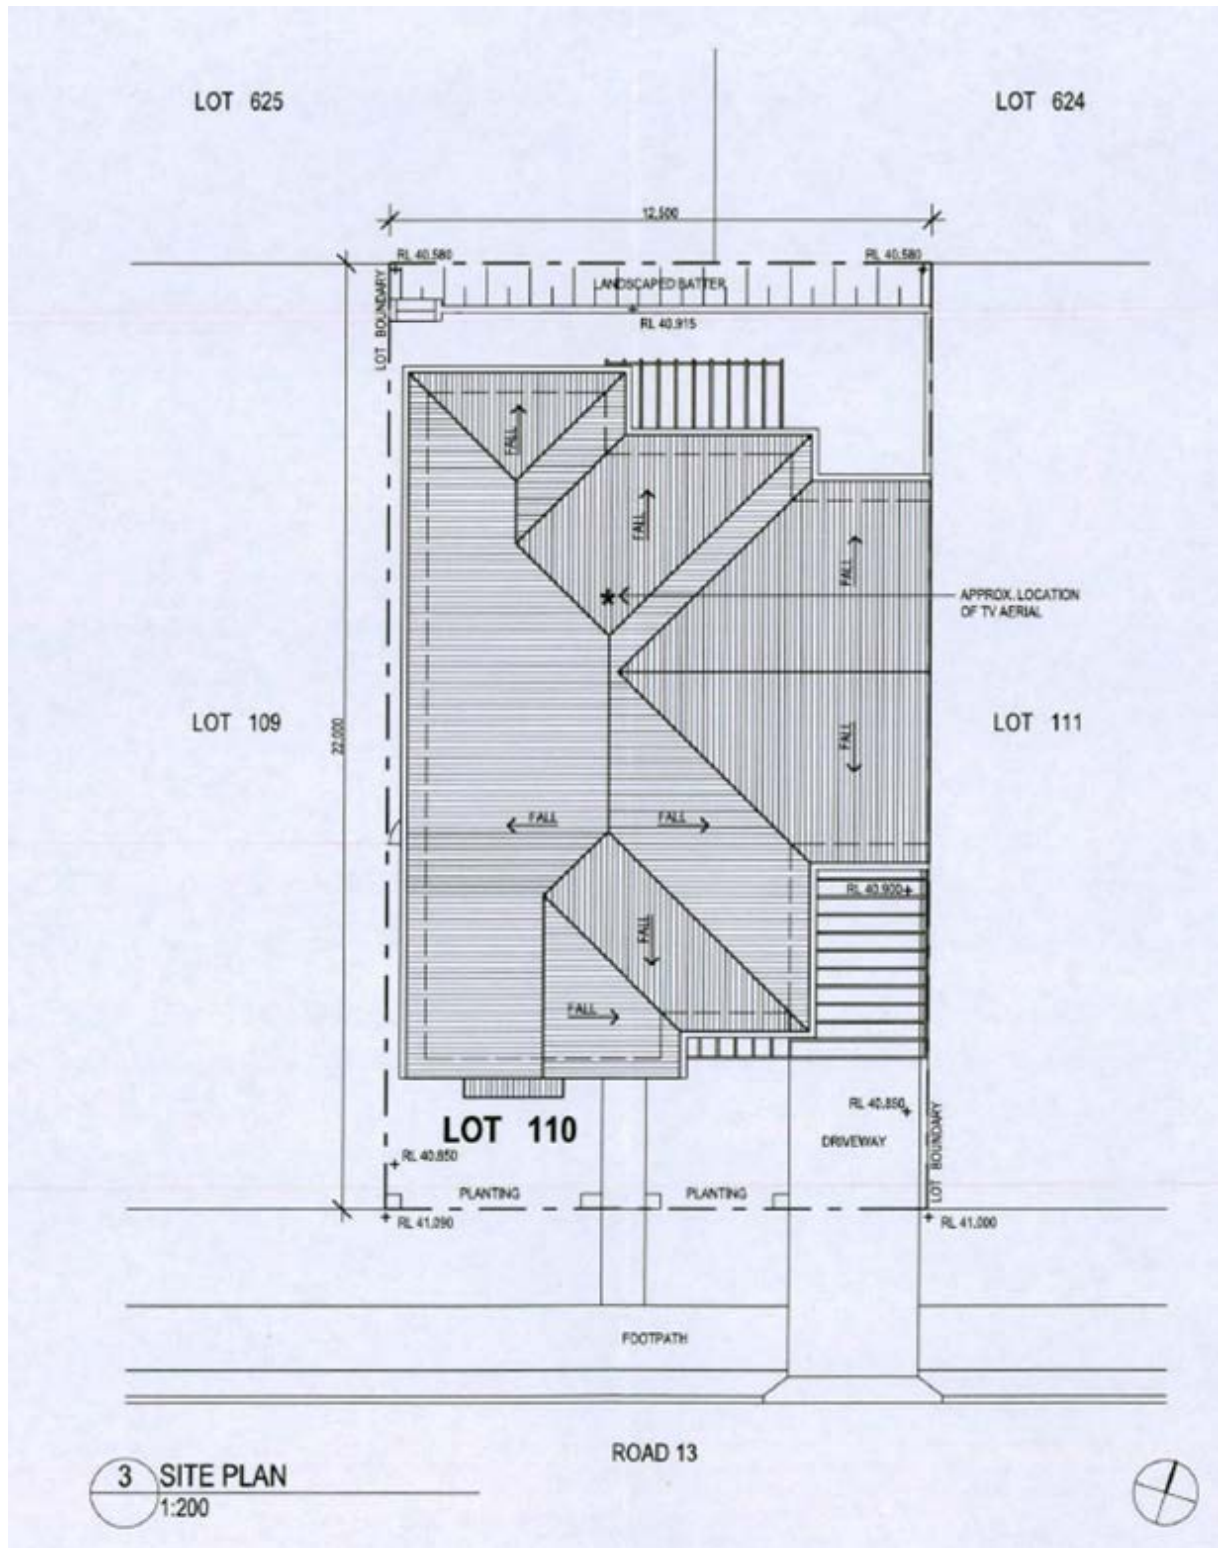 LOT 625
LOT 624
12,500
RL 40.580
RL 40.580
LANDSCAPED BATTER
LOT BOUNDARY
RL 40.915
FALL
FALL
FALL
APPROX. LOCATION
OF TV AERIAL
LOT 109
22,000
LOT 111
FALL
FALL
FALL
RL 40.900
FALL
FALL
RL 40.850
LOT 110
DRIVEWAY
LOT BOUNDARY
RL 40.850
PLANTING
PLANTING
RL 41.090
RL 41.000
FOOTPATH
ROAD 13
3
SITE PLAN
1:200